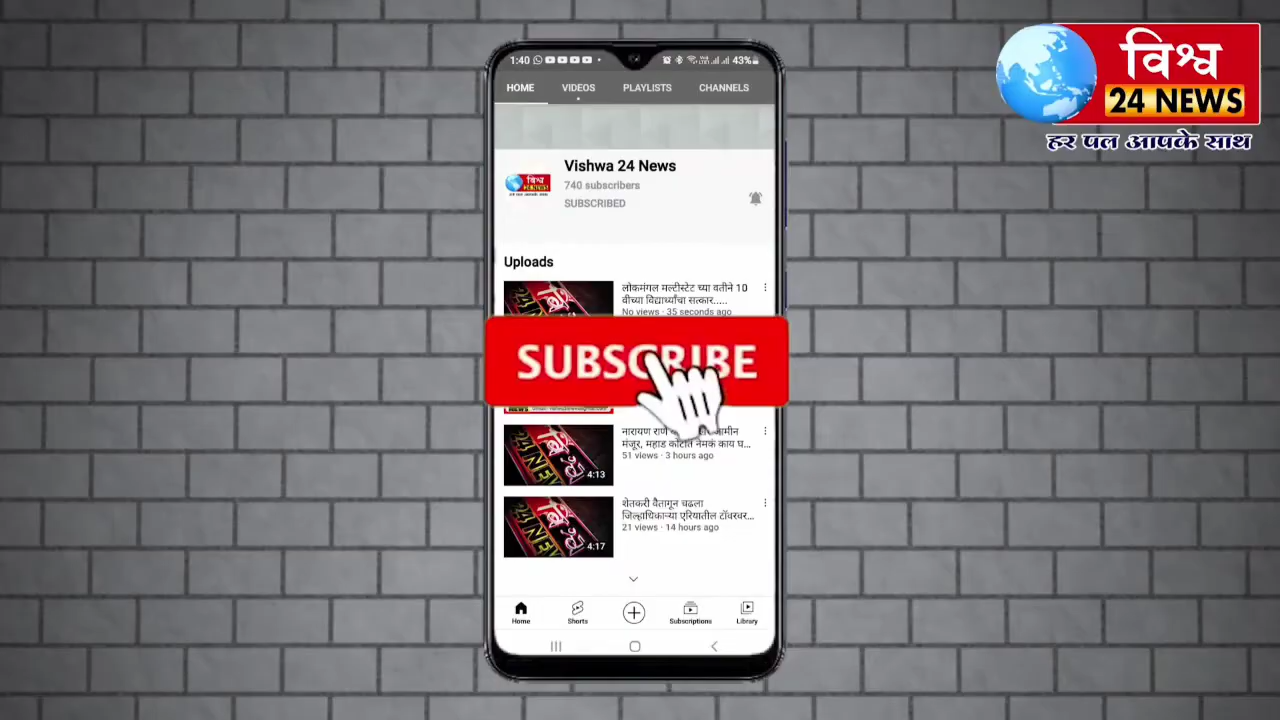 विश्व
24 NEWS
हर पल आपके साथ
1:40
43%
HOME VIDEOS PLAYLISTS CHANNELS
Vishwa 24 News
740 subscribers
SUBSCRIBED
Uploads
लोकमंगल मल्टीस्टेट च्या वतीने 10
वीच्या विद्यार्थ्यांचा सत्कार.....
No views · 35 seconds ago
SUBSCRIBE
नारायण राणे जामीन
मंजूर, महाड कोर्टात नेमकं काय घ...
51 views · 3 hours ago
4:13
शेतकरी वैतागून चढला
जिल्हाधिकाऱ्या एरियातील टॉवरवर...
21 views · 14 hours ago
4:17
Home Shorts Subscriptions Library